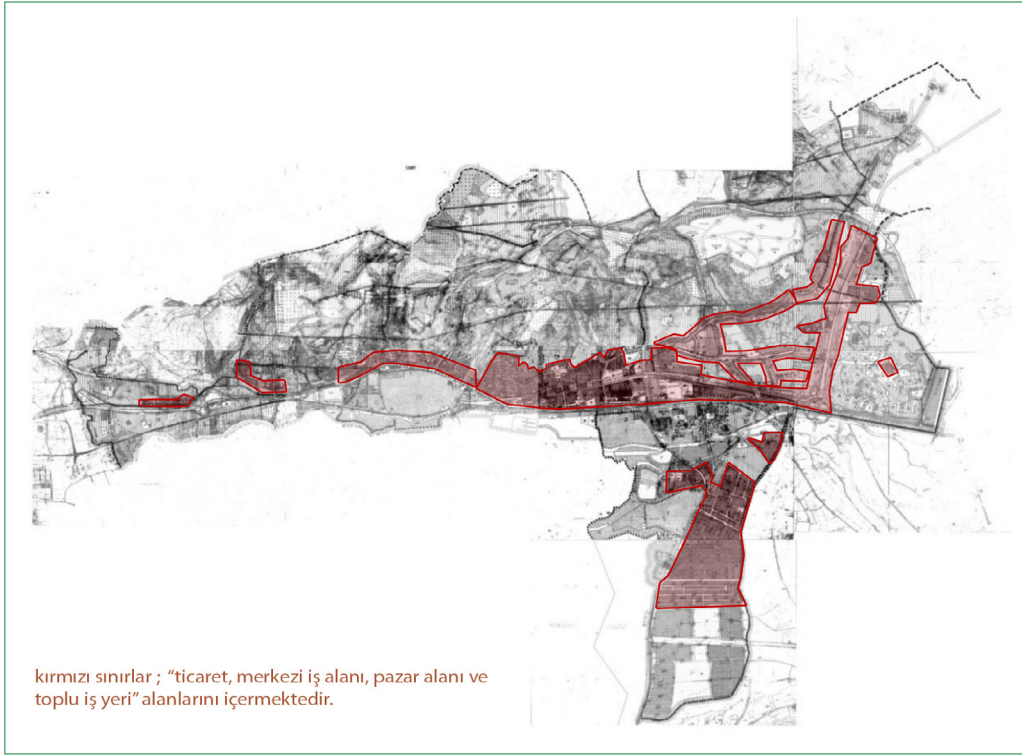 kırmızı sınırlar ; “ticaret, merkezi iş alanı, pazar alanı ve
toplu iş yeri” alanlarını içermektedir.